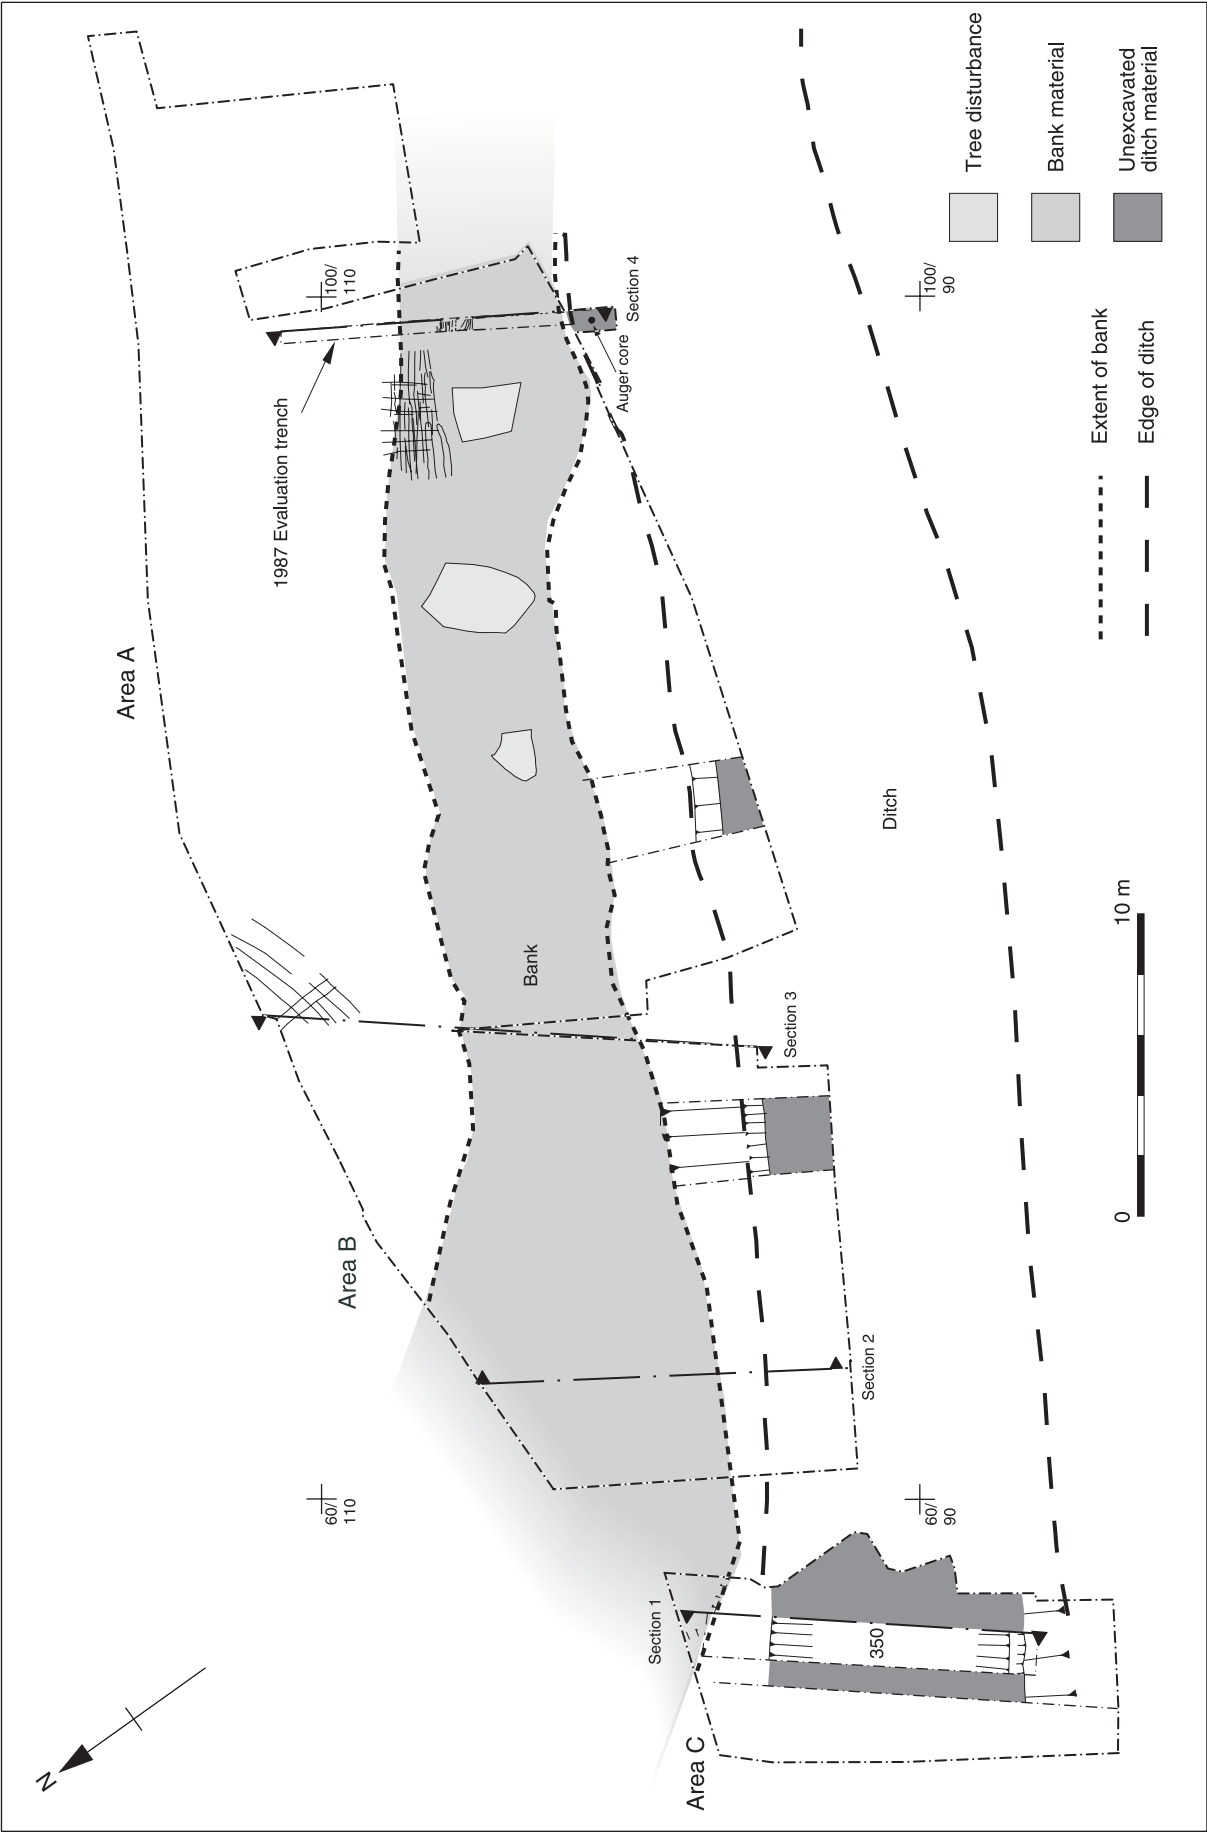 Area A
1987 Evaluation trench
100/
110
Section 4
Auger core
Area B
Bank
Section 3
Ditch
100/
90
Section 2
60/
110
60/
90
Section 1
350
Area C
N
0
10 m
Tree disturbance
Bank material
Unexcavated
ditch material
Extent of bank
Edge of ditch